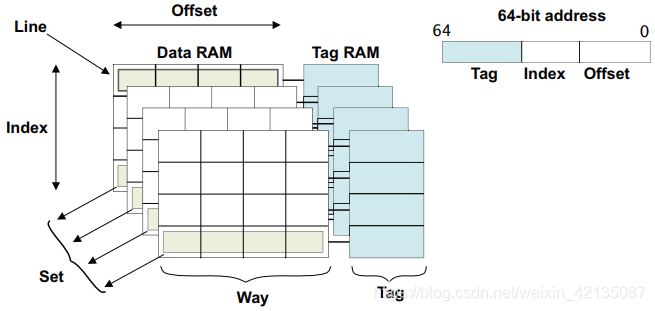 Offset
64-bit address
64
0
Line
Data RAM
Tag RAM
Tag
Index
Offset
Index
Set
Way
Tag
https://blog.csdn.net/weixin_42135087